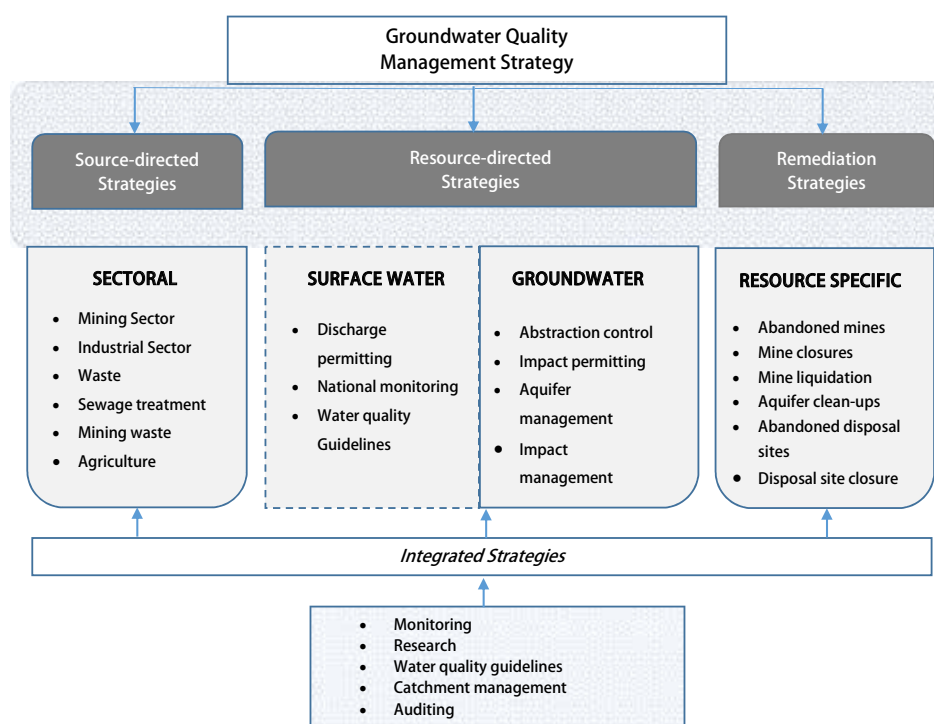 Groundwater Quality
Management Strategy
Source-directed
Strategies
Resource-directed
Strategies
Remediation
Strategies
SECTORAL
• Mining Sector
• Industrial Sector
• Waste
• Sewage treatment
• Mining waste
• Agriculture
SURFACE WATER
• Discharge
permitting
• National monitoring
• Water quality
Guidelines
GROUNDWATER
• Abstraction control
• Impact permitting
• Aquifer
management
• Impact
management
RESOURCE SPECIFIC
• Abandoned mines
• Mine closures
• Mine liquidation
• Aquifer clean-ups
• Abandoned disposal
sites
• Disposal site closure
Integrated Strategies
• Monitoring
• Research
• Water quality guidelines
• Catchment management
• Auditing